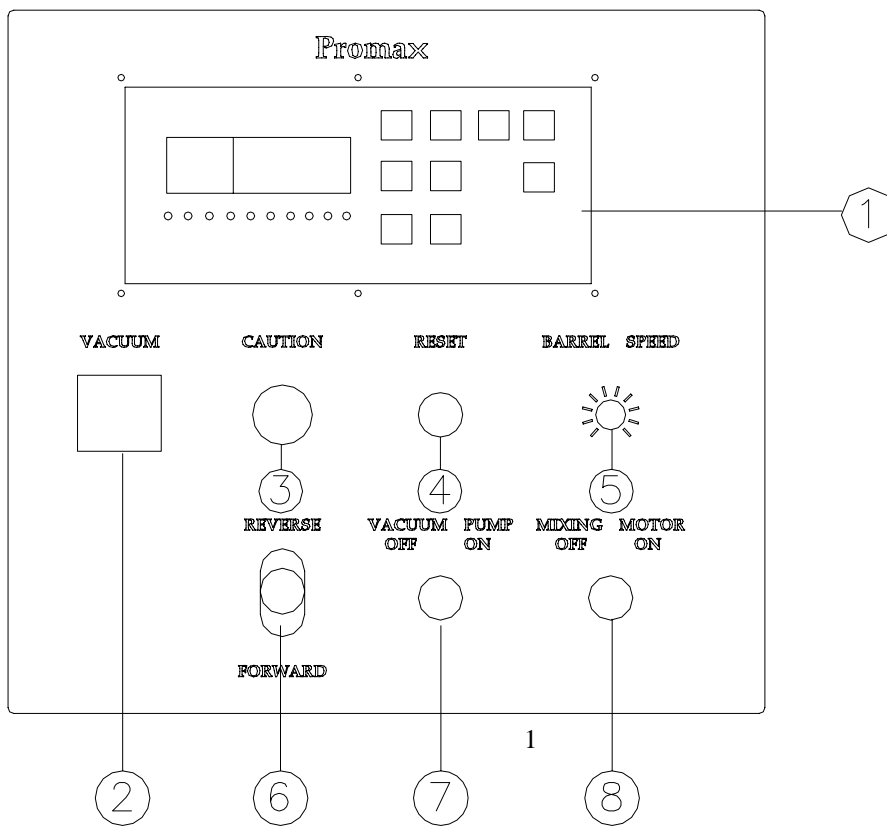 Promax
1
VACUUM CAUTION RESET BARREL SPEED
3 4 5
REVERSE VACUUM PUMP MIXING MOTOR
OFF ON OFF ON
FORWARD
1
2 6 7 8